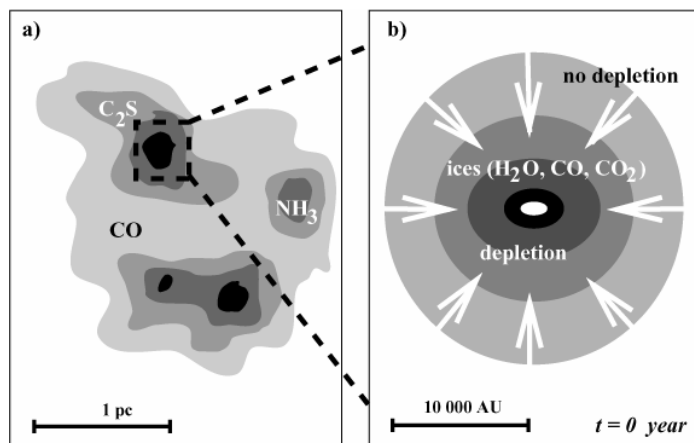 a)
C₂S
CO
NH₃
1 pc
b)
no depletion
ices (H₂O, CO, CO₂)
depletion
10 000 AU
t = 0 year